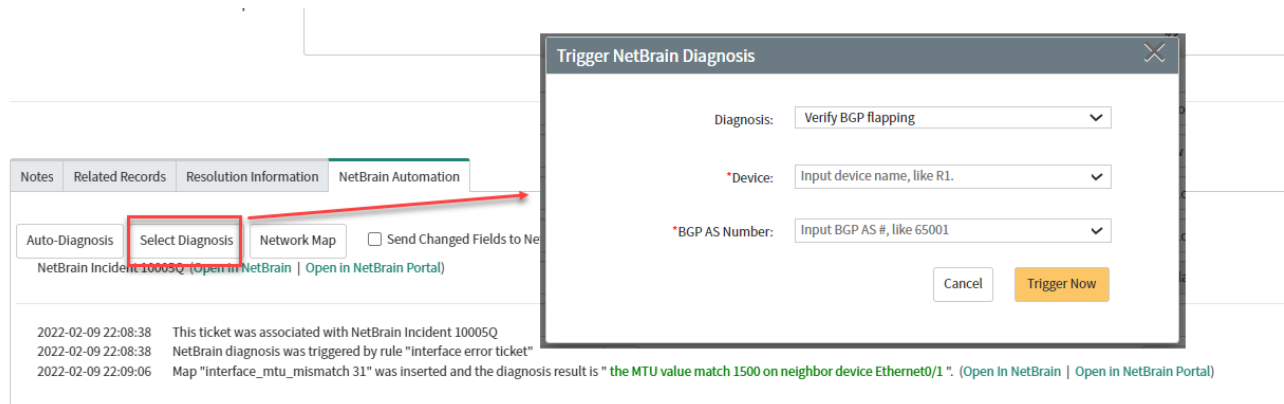 Trigger NetBrain Diagnosis
Diagnosis: Verify BGP flapping
*Device: Input device name, like R1.
*BGP AS Number: Input BGP AS #, like 65001
Cancel Trigger Now
Notes Related Records Resolution Information NetBrain Automation
Auto-Diagnosis Select Diagnosis Network Map Send Changed Fields to Ne
NetBrain Incident 10005Q (Open In NetBrain | Open in NetBrain Portal)
2022-02-09 22:08:38 This ticket was associated with NetBrain Incident 10005Q
2022-02-09 22:08:38 NetBrain diagnosis was triggered by rule "interface error ticket"
2022-02-09 22:09:06 Map "interface_mtu_mismatch 31" was inserted and the diagnosis result is " the MTU value match 1500 on neighbor device Ethernet0/1 ". (Open In NetBrain | Open in NetBrain Portal)